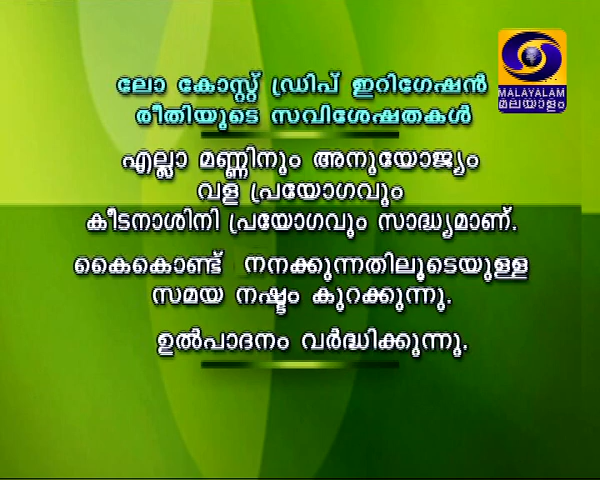 MALAYALAM
മലയാളം
ലോ കോസ്റ്റ് ഡ്രിപ് ഇറിഗേഷൻ
രീതിയുടെ സവിശേഷതകൾ
എല്ലാ മണ്ണിനും അനുയോജ്യം
വള പ്രയോഗവും
കീടനാശിനി പ്രയോഗവും സാദ്ധ്യമാണ്.
കൈകൊണ്ട് നനക്കുന്നതിലൂടെയുള്ള
സമയ നഷ്ടം കുറക്കുന്നു.
ഉൽപാദനം വർദ്ധിക്കുന്നു.